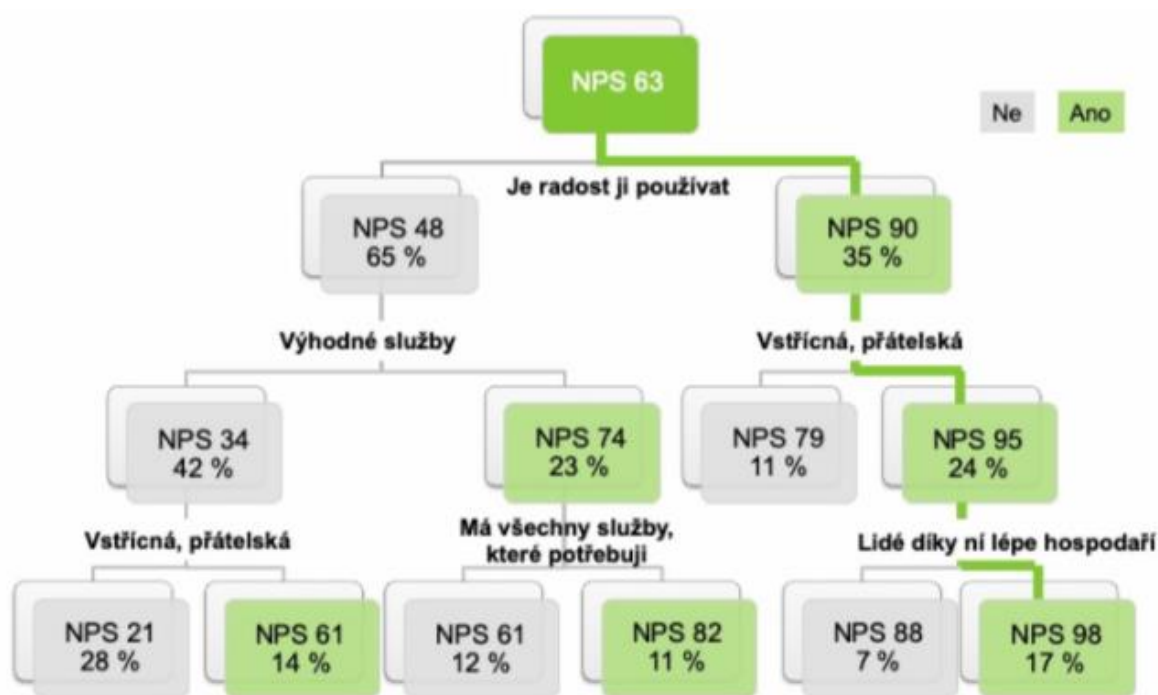 NPS 63
Ne
Ano
Je radost ji používat
NPS 48
65 %
NPS 90
35 %
Výhodné služby
Vstřícná, přátelská
NPS 34
42 %
NPS 74
23 %
NPS 79
11 %
NPS 95
24 %
Vstřícná, přátelská
Má všechny služby,
které potřebuji
Lidé díky ní lépe hospodaří
NPS 21
28 %
NPS 61
14 %
NPS 61
12 %
NPS 82
11 %
NPS 88
7 %
NPS 98
17 %